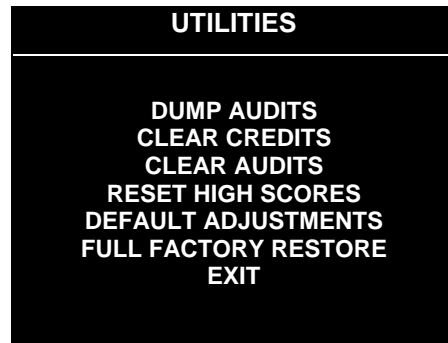 UTILITIES
DUMP AUDITS
CLEAR CREDITS
CLEAR AUDITS
RESET HIGH SCORES
DEFAULT ADJUSTMENTS
FULL FACTORY RESTORE
EXIT